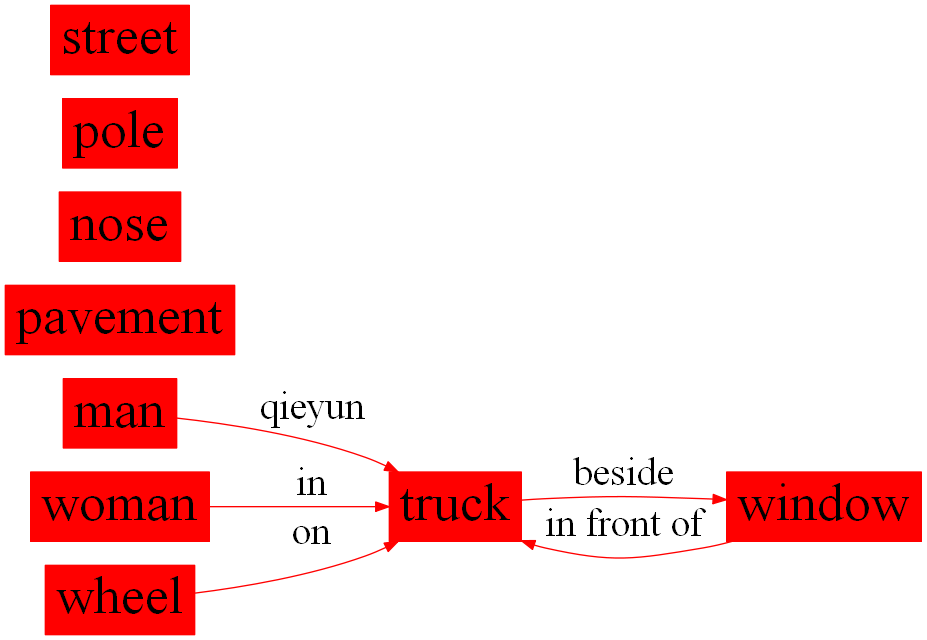 street
pole
nose
pavement
man
qieyun
woman
in
truck
beside
window
on
in front of
wheel